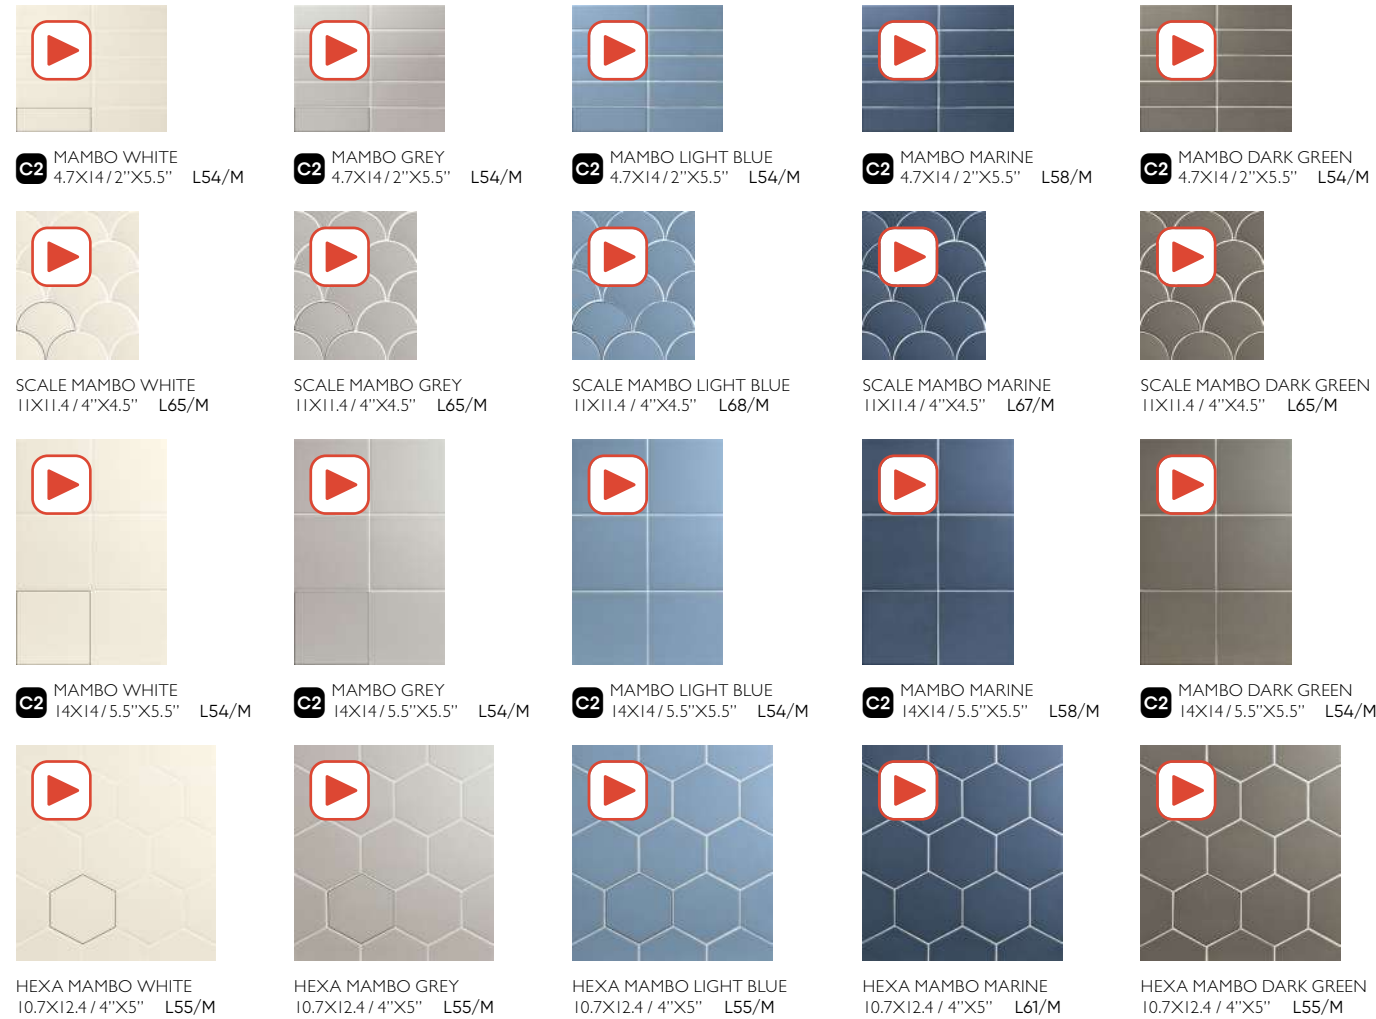 C2 MAMBO WHITE
4.7X14 / 2’’X5.5’’ L54/M
C2 MAMBO GREY
4.7X14 / 2’’X5.5’’ L54/M
C2 MAMBO LIGHT BLUE
4.7X14 / 2’’X5.5’’ L54/M
C2 MAMBO MARINE
4.7X14 / 2’’X5.5’’ L58/M
C2 MAMBO DARK GREEN
4.7X14 / 2’’X5.5’’ L54/M
SCALE MAMBO WHITE
11X11.4 / 4’’X4.5’’ L65/M
SCALE MAMBO GREY
11X11.4 / 4’’X4.5’’ L65/M
SCALE MAMBO LIGHT BLUE
11X11.4 / 4’’X4.5’’ L68/M
SCALE MAMBO MARINE
11X11.4 / 4’’X4.5’’ L67/M
SCALE MAMBO DARK GREEN
11X11.4 / 4’’X4.5’’ L65/M
C2 MAMBO WHITE
14X14 / 5.5’’X5.5’’ L54/M
C2 MAMBO GREY
14X14 / 5.5’’X5.5’’ L54/M
C2 MAMBO LIGHT BLUE
14X14 / 5.5’’X5.5’’ L54/M
C2 MAMBO MARINE
14X14 / 5.5’’X5.5’’ L58/M
C2 MAMBO DARK GREEN
14X14 / 5.5’’X5.5’’ L54/M
HEXA MAMBO WHITE
10.7X12.4 / 4’’X5’’ L55/M
HEXA MAMBO GREY
10.7X12.4 / 4’’X5’’ L55/M
HEXA MAMBO LIGHT BLUE
10.7X12.4 / 4’’X5’’ L55/M
HEXA MAMBO MARINE
10.7X12.4 / 4’’X5’’ L61/M
HEXA MAMBO DARK GREEN
10.7X12.4 / 4’’X5’’ L55/M